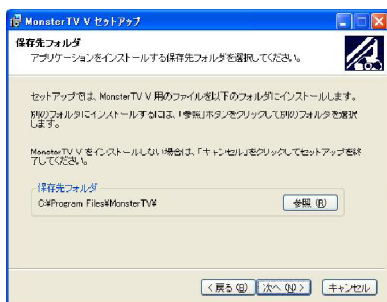 MonsterTV V セットアップ
保存先フォルダ
アプリケーションをインストールする保存先フォルダを選択してください。
セットアップでは、MonsterTV V 用のファイルを以下のフォルダにインストールします。
別のフォルダにインストールするには、「参照」ボタンをクリックして別のフォルダを選択
します。
MonsterTV V をインストールしない場合は、「キャンセル」をクリックしてセットアップを終
了してください。
保存先フォルダ
C:¥Program Files¥MonsterTV¥
参照 (R)
< 戻る (B)
次へ (N) >
キャンセル